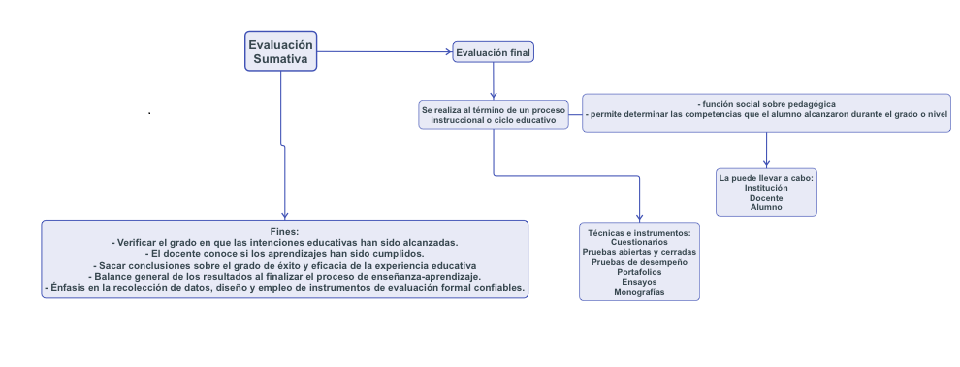 Evaluación
Sumativa
Evaluación final
Se realiza al término de un proceso
instruccional o ciclo educativo
- función social sobre pedagogica
- permite determinar las competencias que el alumno alcanzaron durante el grado o nivel
La puede llevar a cabo:
Institución
Docente
Alumno
Fines:
- Verificar el grado en que las intenciones educativas han sido alcanzadas.
- El docente conoce si los aprendizajes han sido cumplidos.
- Sacar conclusiones sobre el grado de éxito y eficacia de la experiencia educativa
- Balance general de los resultados al finalizar el proceso de enseñanza-aprendizaje.
- Énfasis en la recolección de datos, diseño y empleo de instrumentos de evaluación formal confiables.
Técnicas e instrumentos:
Cuestionarios
Pruebas abiertas y cerradas
Pruebas de desempeño
Portafolios
Ensayos
Monografías